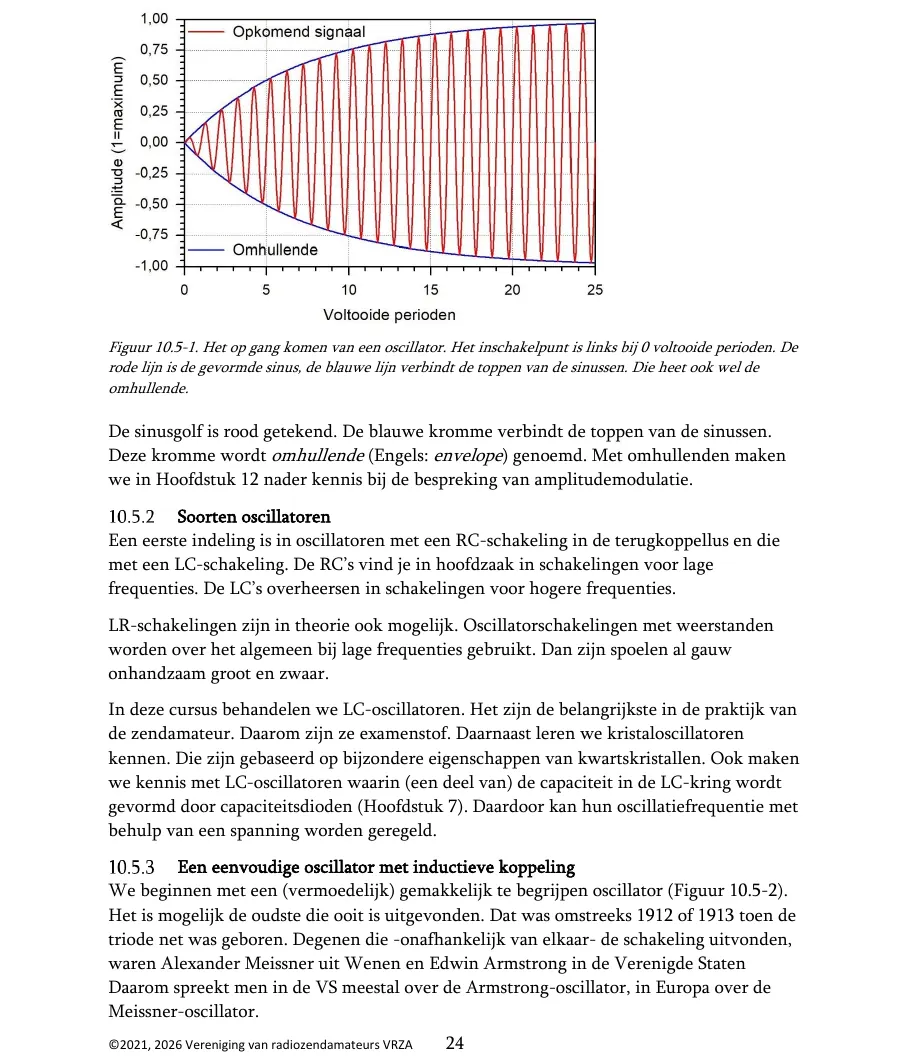 1,00
0,75
0,50
0,25
0,00
-0,25
-0,50
-0,75
-1,00
Amplitude (1=maximum)
Opkomend signaal
Omhullende
0 5 10 15 20 25
Voltooide perioden
Figuur 10.5-1. Het op gang komen van een oscillator. Het inschakelpunt is links bij 0 voltooide perioden. De
rode lijn is de gevormde sinus, de blauwe lijn verbindt de toppen van de sinussen. Die heet ook wel de
omhullende.
De sinusgolf is rood getekend. De blauwe kromme verbindt de toppen van de sinussen.
Deze kromme wordt omhullende (Engels: envelope) genoemd. Met omhullenden maken
we in Hoofdstuk 12 nader kennis bij de bespreking van amplitudemodulatie.
10.5.2 Soorten oscillatoren
Een eerste indeling is in oscillatoren met een RC-schakeling in de terugkoppellus en die
met een LC-schakeling. De RC’s vind je in hoofdzaak in schakelingen voor lage
frequenties. De LC’s overheersen in schakelingen voor hogere frequenties.
LR-schakelingen zijn in theorie ook mogelijk. Oscillatorschakelingen met weerstanden
worden over het algemeen bij lage frequenties gebruikt. Dan zijn spoelen al gauw
onhandzaam groot en zwaar.
In deze cursus behandelen we LC-oscillatoren. Het zijn de belangrijkste in de praktijk van
de zendamateur. Daarom zijn ze examenstof. Daarnaast leren we kristaloscillatoren
kennen. Die zijn gebaseerd op bijzondere eigenschappen van kwartskristallen. Ook maken
we kennis met LC-oscillatoren waarin (een deel van) de capaciteit in de LC-kring wordt
gevormd door capaciteitsdioden (Hoofdstuk 7). Daardoor kan hun oscillatiefrequentie met
behulp van een spanning worden geregeld.
10.5.3 Een eenvoudige oscillator met inductieve koppeling
We beginnen met een (vermoedelijk) gemakkelijk te begrijpen oscillator (Figuur 10.5-2).
Het is mogelijk de oudste die ooit is uitgevonden. Dat was omstreeks 1912 of 1913 toen de
triode net was geboren. Degenen die -onafhankelijk van elkaar- de schakeling uitvonden,
waren Alexander Meissner uit Wenen en Edwin Armstrong in de Verenigde Staten
Daarom spreekt men in de VS meestal over de Armstrong-oscillator, in Europa over de
Meissner-oscillator.
©2021, 2026 Vereniging van radiozendamateurs VRZA 24